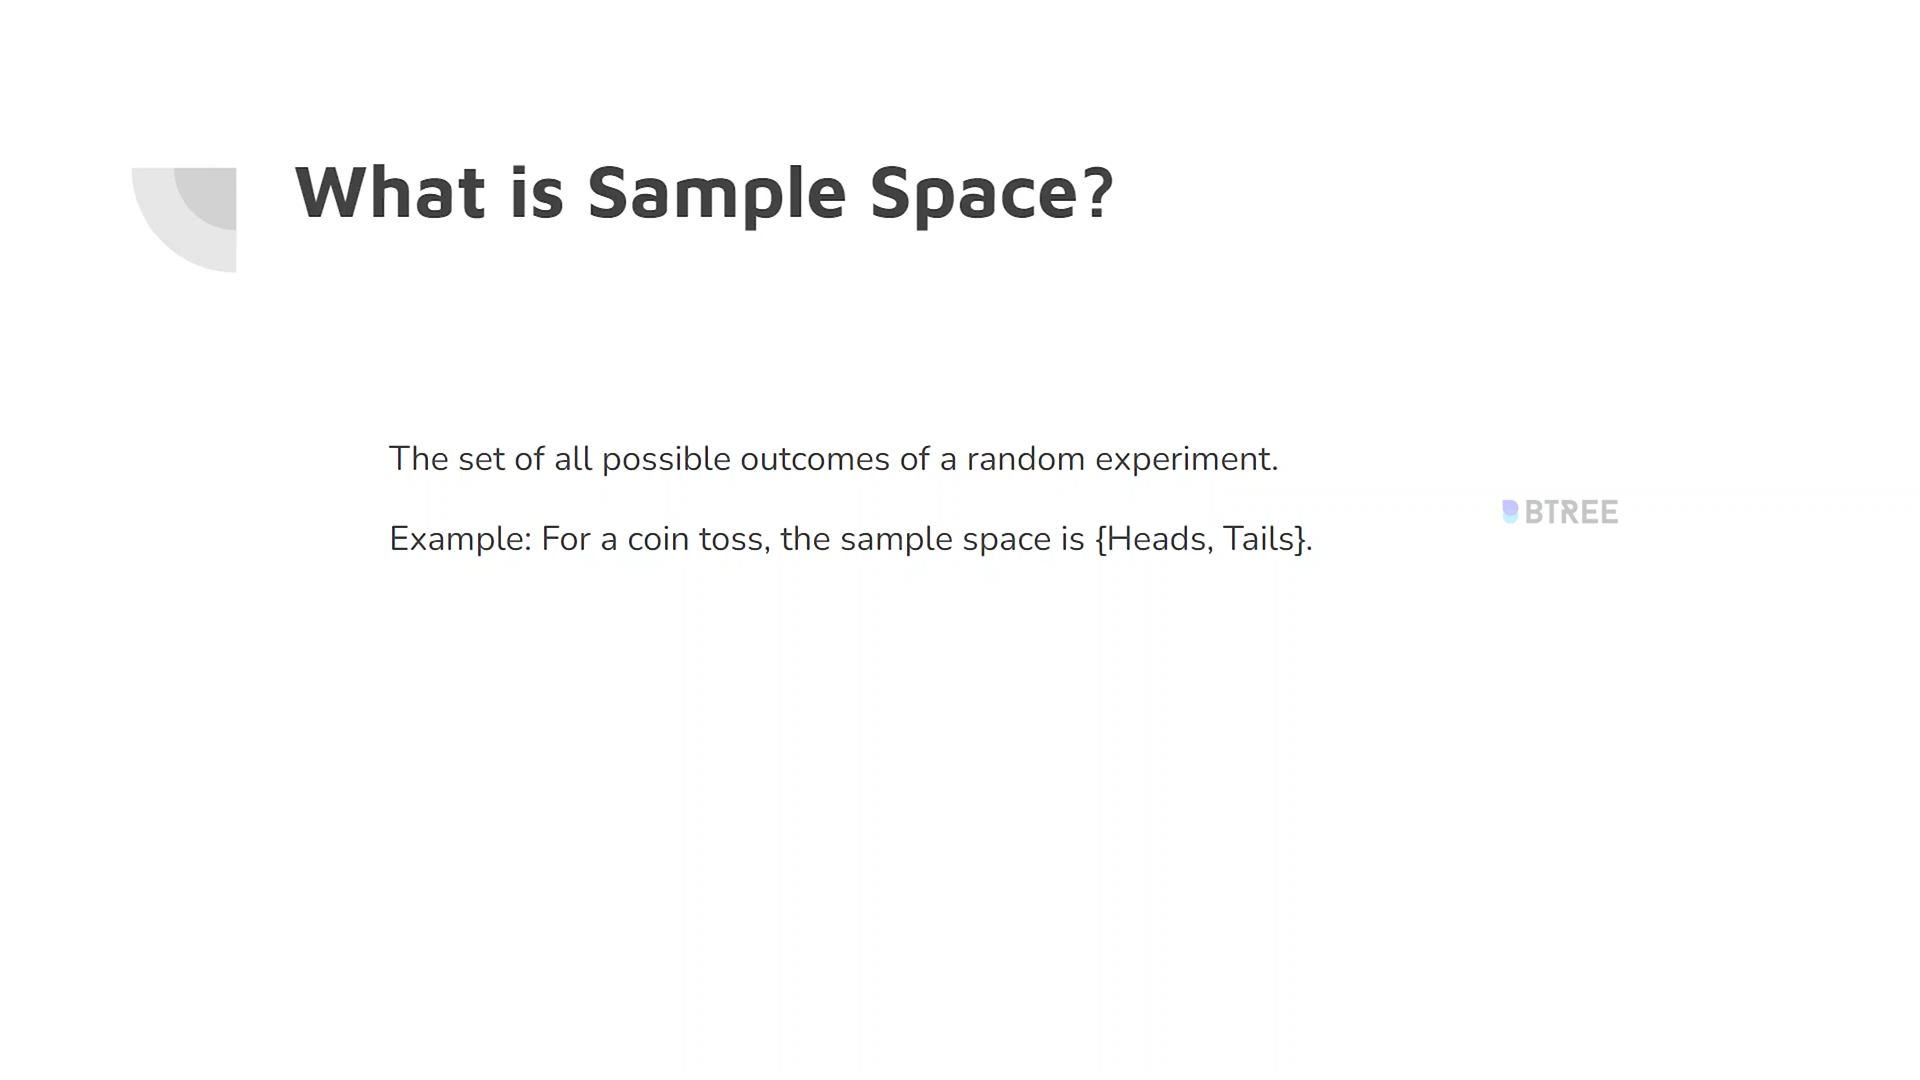 What is Sample Space?
The set of all possible outcomes of a random experiment.
BTREE
Example: For a coin toss, the sample space is {Heads, Tails}.